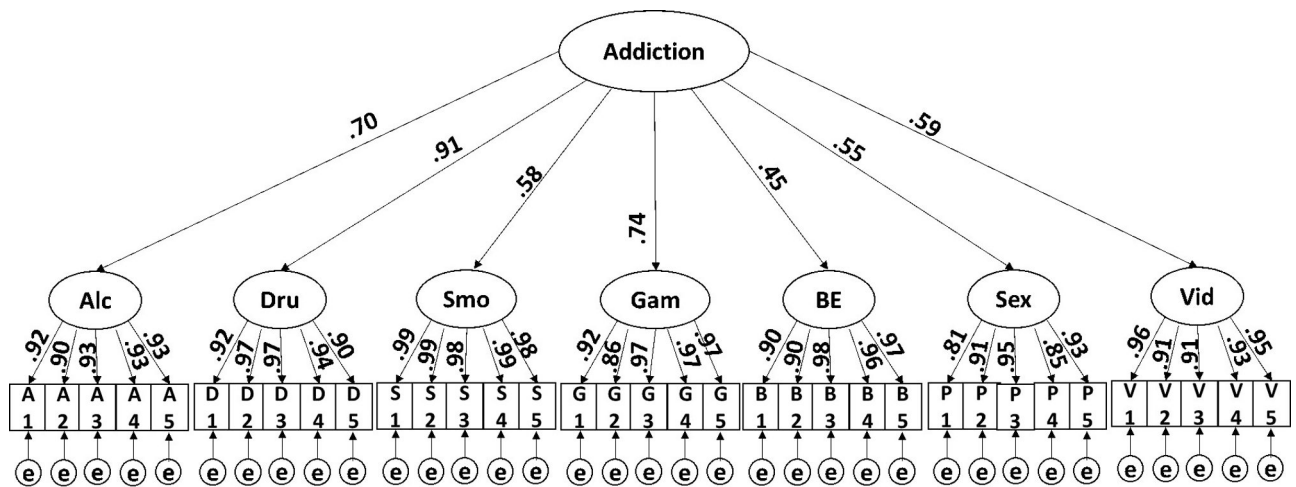 Addiction
.70 .91 .58 .74 .45 .55 .59
Alc Dru Smo Gam BE Sex Vid
.92 .90 .93 .93 .93 .92 .97 .97 .94 .90 .99 .99 .98 .99 .98 .92 .86 .97 .97 .97 .90 .90 .98 .96 .97 .81 .91 .95 .85 .93 .96 .91 .91 .93 .95
A A A A A D D D D D S S S S S G G G G G B B B B B P P P P P V V V V V
1 2 3 4 5 1 2 3 4 5 1 2 3 4 5 1 2 3 4 5 1 2 3 4 5 1 2 3 4 5 1 2 3 4 5
e e e e e e e e e e e e e e e e e e e e e e e e e e e e e e e e e e e